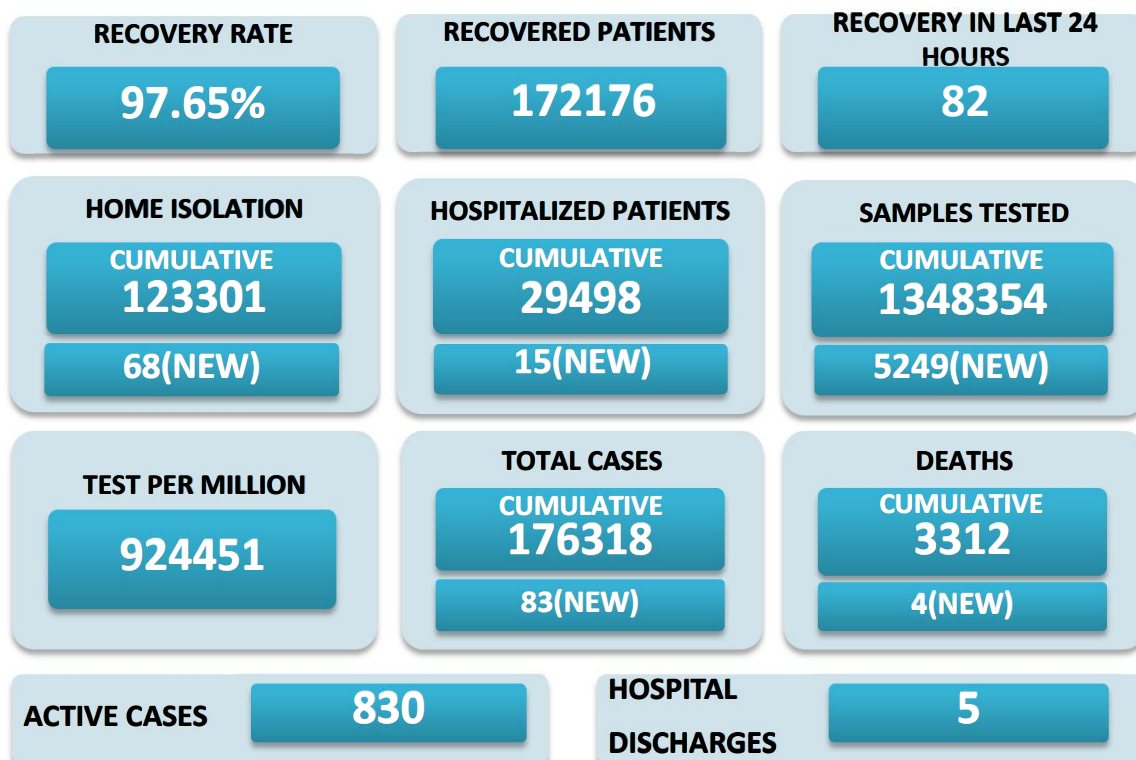 RECOVERY RATE
97.65%
RECOVERED PATIENTS
172176
RECOVERY IN LAST 24
HOURS
82
HOME ISOLATION
CUMULATIVE
123301
68(NEW)
HOSPITALIZED PATIENTS
CUMULATIVE
29498
15(NEW)
SAMPLES TESTED
CUMULATIVE
1348354
5249(NEW)
TEST PER MILLION
924451
TOTAL CASES
CUMULATIVE
176318
83(NEW)
DEATHS
CUMULATIVE
3312
4(NEW)
ACTIVE CASES
830
HOSPITAL
DISCHARGES
5